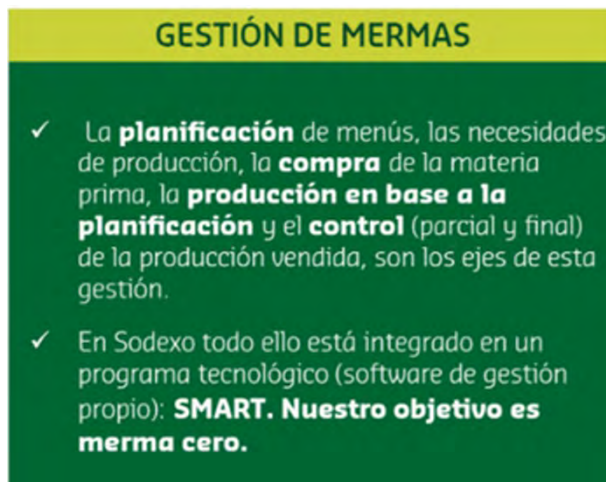 GESTIÓN DE MERMAS
✓ La planificación de menús, las necesidades
de producción, la compra de la materia
prima, la producción en base a la
planificación y el control (parcial y final)
de la producción vendida, son los ejes de esta
gestión.
✓ En Sodexo todo ello está integrado en un
programa tecnológico (software de gestión
propio): SMART. Nuestro objetivo es
merma cero.